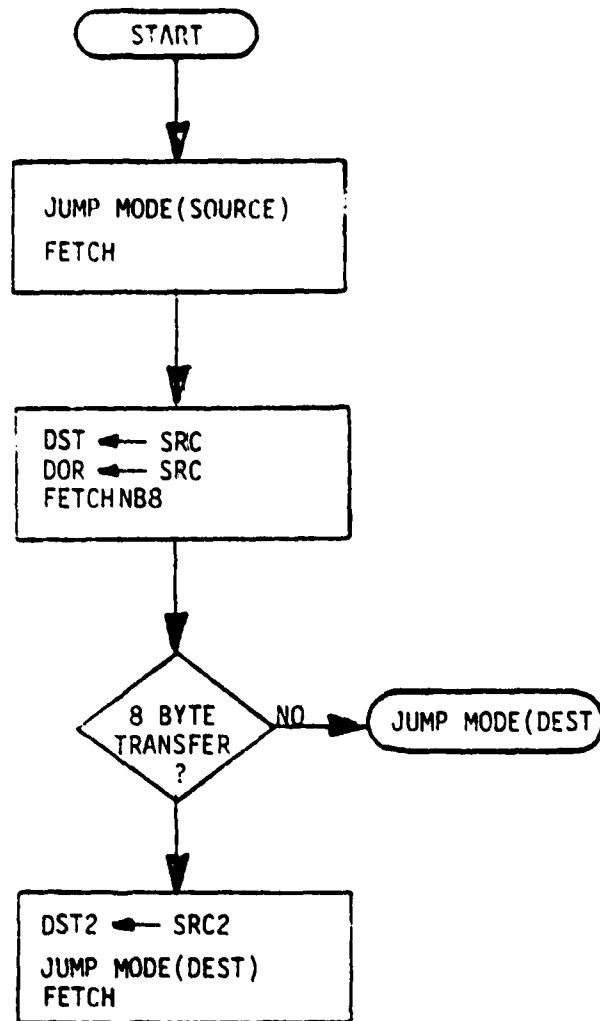 START
JUMP MODE(SOURCE)
FETCH
DST ← SRC
DOR ← SRC
FETCHNB8
8 BYTE
TRANSFER
?
NO
JUMP MODE(DEST
DST2 ← SRC2
JUMP MODE(DEST)
FETCH